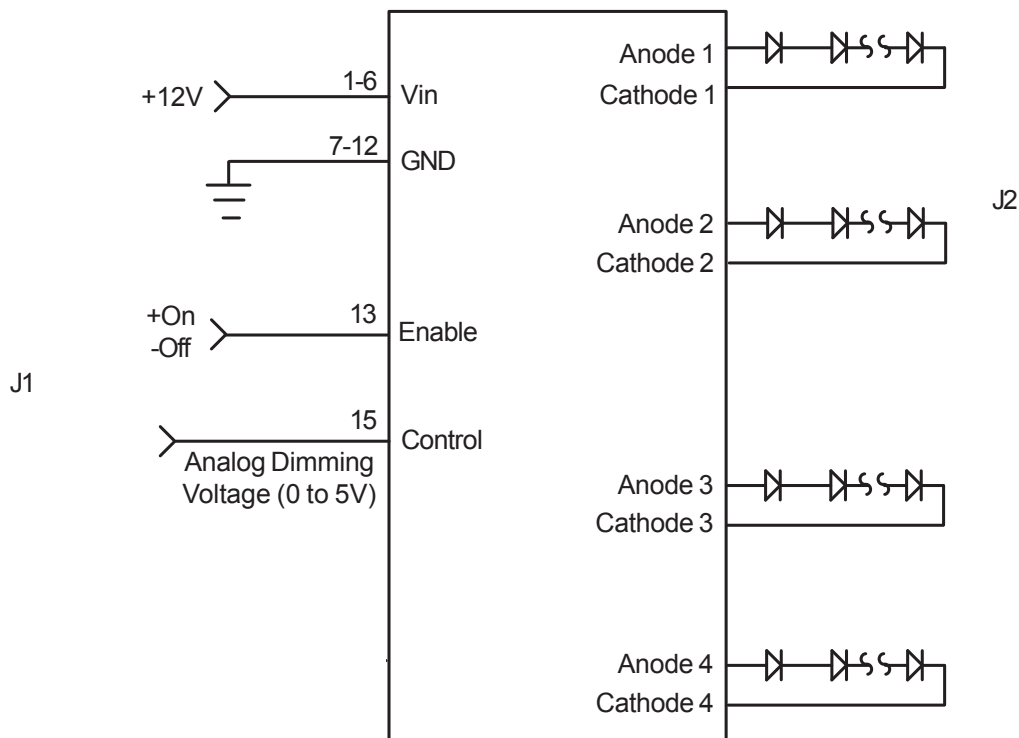 J1
+12V
1-6
Vin
7-12
GND
+On
-Off
13
Enable
15
Control
Analog Dimming
Voltage (0 to 5V)
Anode 1
Cathode 1
Anode 2
Cathode 2
Anode 3
Cathode 3
Anode 4
Cathode 4
J2